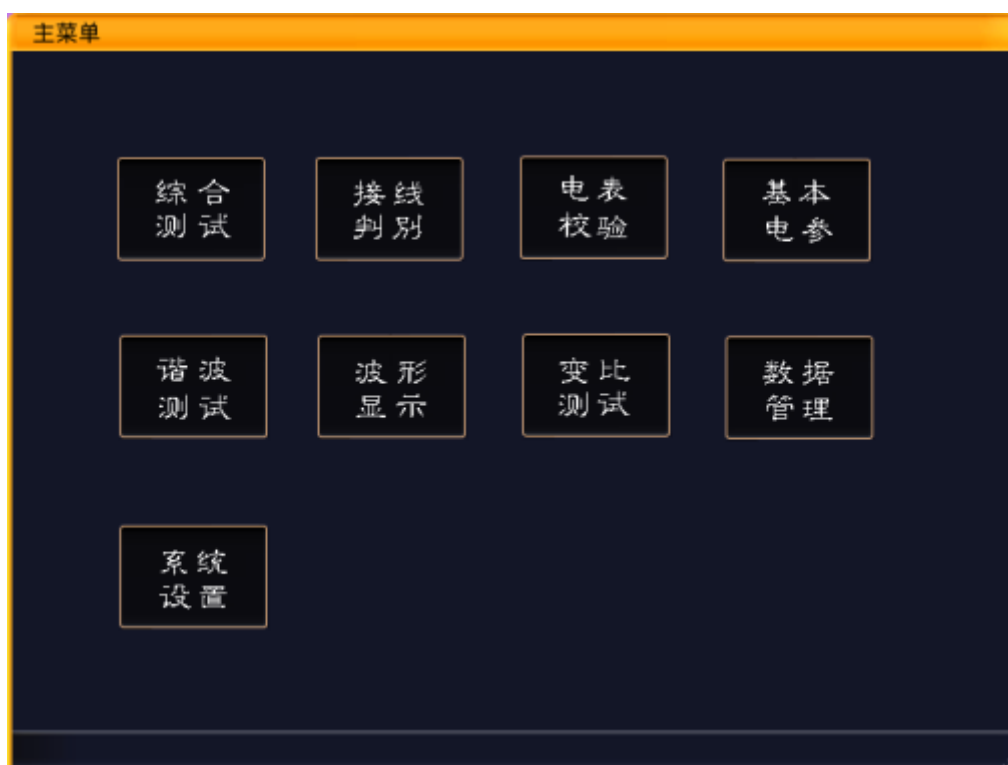 主菜单
综合
测试
接线
判别
电表
校验
基本
电参
谐波
测试
波形
显示
变比
测试
数据
管理
系统
设置